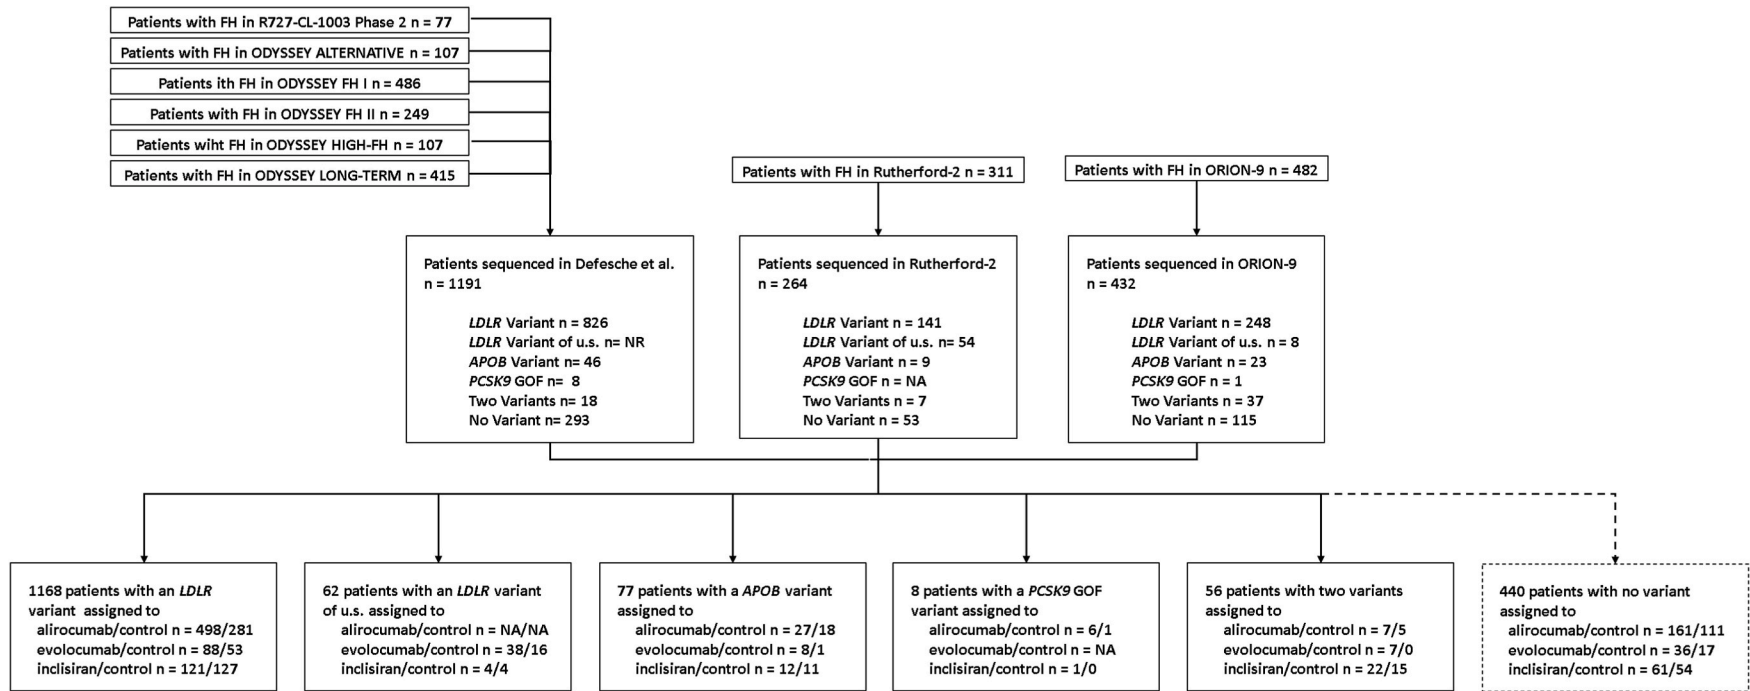 Patients with FH in R727-CL-1003 Phase 2 n = 77
Patients with FH in ODYSSEY ALTERNATIVE n = 107
Patients ith FH in ODYSSEY FH I n = 486
Patients with FH in ODYSSEY FH II n = 249
Patients wiht FH in ODYSSEY HIGH-FH n = 107
Patients with FH in ODYSSEY LONG-TERM n = 415
Patients with FH in Rutherford-2 n = 311
Patients with FH in ORION-9 n = 482
Patients sequenced in Defesche et al.
n = 1191
LDLR Variant n = 826
LDLR Variant of u.s. n= NR
APOB Variant n= 46
PCSK9 GOF n= 8
Two Variants n= 18
No Variant n= 293
Patients sequenced in Rutherford-2
n = 264
LDLR Variant n = 141
LDLR Variant of u.s. n= 54
APOB Variant n = 9
PCSK9 GOF n = NA
Two Variants n = 7
No Variant n = 53
Patients sequenced in ORION-9
n = 432
LDLR Variant n = 248
LDLR Variant of u.s. n = 8
APOB Variant n = 23
PCSK9 GOF n = 1
Two Variants n = 37
No Variant n = 115
1168 patients with an LDLR
variant assigned to
alirocumab/control n = 498/281
evolocumab/control n = 88/53
inclisiran/control n = 121/127
62 patients with an LDLR variant
of u.s. assigned to
alirocumab/control n = NA/NA
evolocumab/control n = 38/16
inclisiran/control n = 4/4
77 patients with a APOB variant
assigned to
alirocumab/control n = 27/18
evolocumab/control n = 8/1
inclisiran/control n = 12/11
8 patients with a PCSK9 GOF
variant assigned to
alirocumab/control n = 6/1
evolocumab/control n = NA
inclisiran/control n = 1/0
56 patients with two variants
assigned to
alirocumab/control n = 7/5
evolocumab/control n = 7/0
inclisiran/control n = 22/15
440 patients with no variant
assigned to
alirocumab/control n = 161/111
evolocumab/control n = 36/17
inclisiran/control n = 61/54